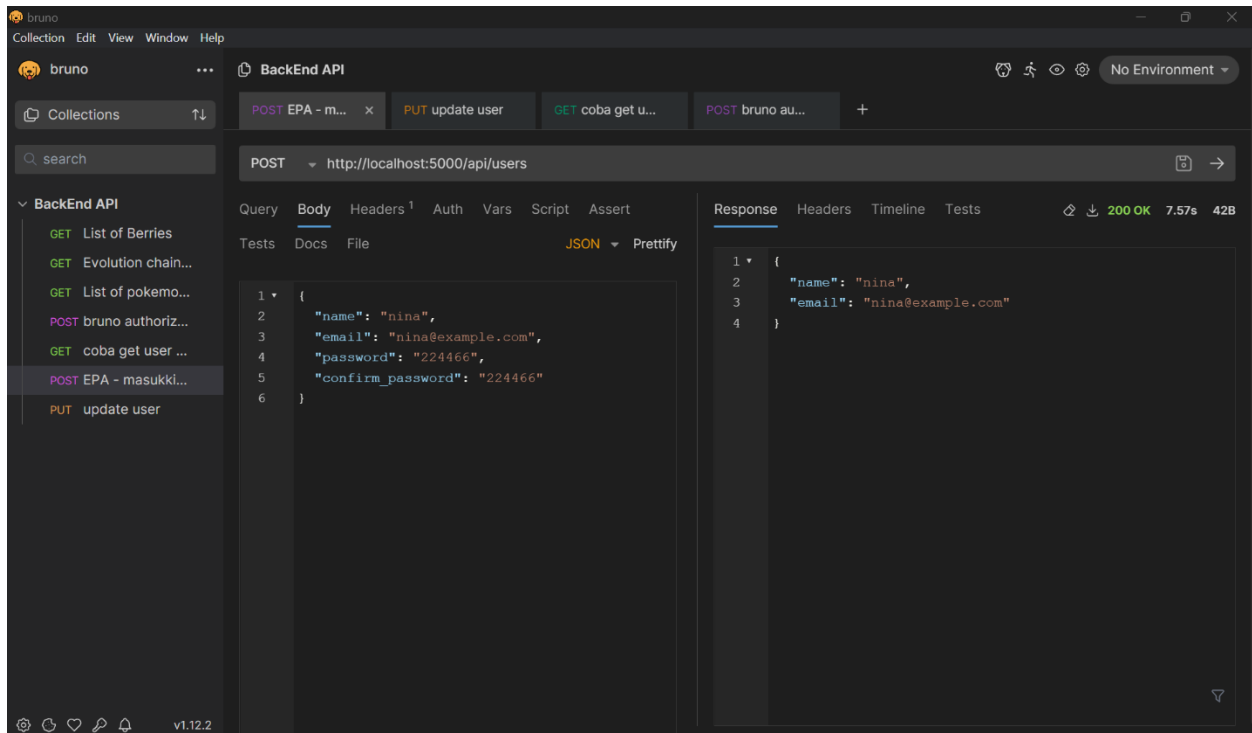 bruno
Collection Edit View Window Help
bruno
BackEnd API
No Environment
Collections
POST EPA - m...
PUT update user
GET coba get u...
POST bruno au...
search
POST http://localhost:5000/api/users
BackEnd API
GET List of Berries
GET Evolution chain...
GET List of pokemo...
POST bruno authoriz...
GET coba get user ...
POST EPA - masukki...
PUT update user
Query Body Headers 1 Auth Vars Script Assert
Tests Docs File JSON Prettify
1 {
2 "name": "nina",
3 "email": "nina@example.com",
4 "password": "224466",
5 "confirm_password": "224466"
6 }
Response Headers Timeline Tests 200 OK 7.57s 42B
1 {
2 "name": "nina",
3 "email": "nina@example.com"
4 }
v1.12.2